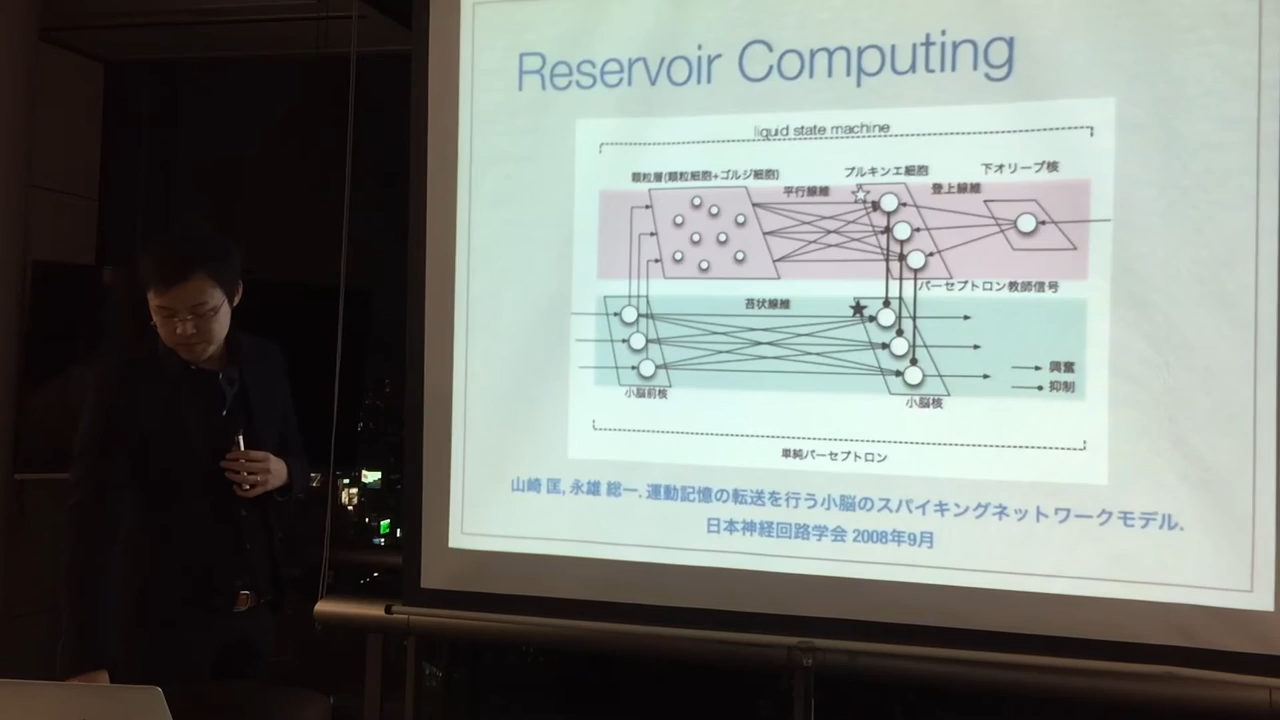 Reservoir Computing
liquid state machine
顆粒層(顆粒細胞+ゴルジ細胞)
平行線維
プルキンエ細胞
登上線維
下オリーブ核
パーセプトロン教師信号
苔状線維
興奮
抑制
小脳前核
小脳核
単純パーセプトロン
山崎 匡, 永雄 総一. 運動記憶の転送を行う小脳のスパイキングネットワークモデル.
日本神経回路学会 2008年9月